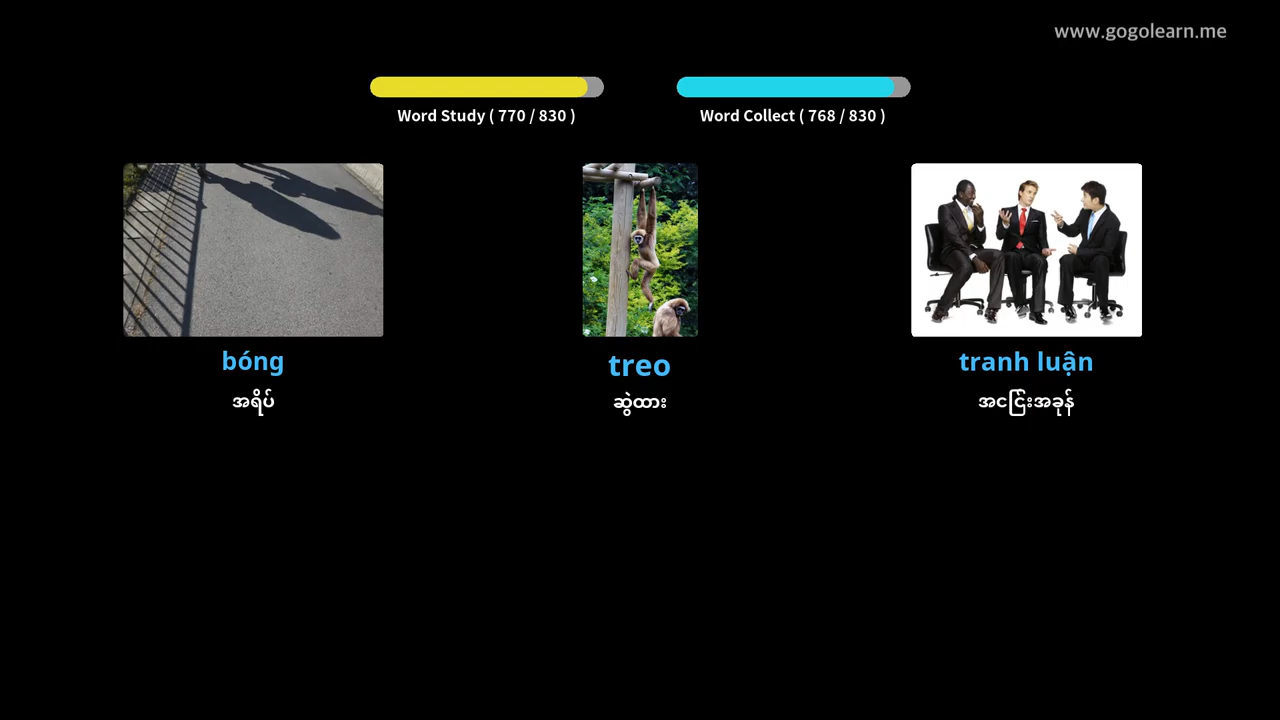 www.gogolearn.me
Word Study ( 770 / 830 )
Word Collect ( 768 / 830 )
bóng
treo
tranh luận
အရိပ်
ဆွဲထား
အငငြ်းအခုန်